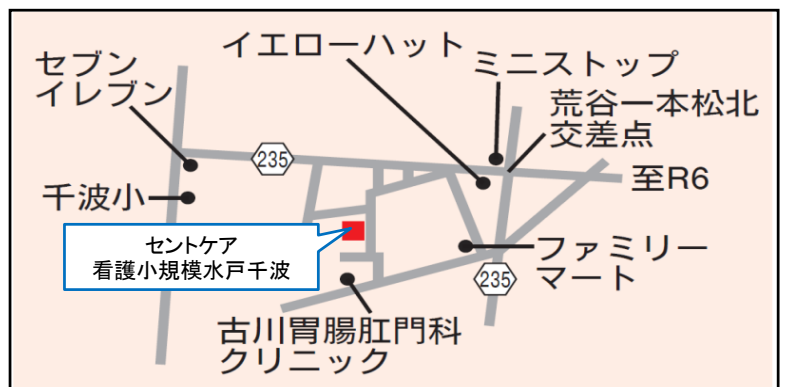 イエローハット
セブン
イレブン
ミニストップ
荒谷一本松北
交差点
235
至R6
千波小
セントケア
看護小規模水戸千波
ファミリー
マート
235
古川胃腸肛門科
クリニック